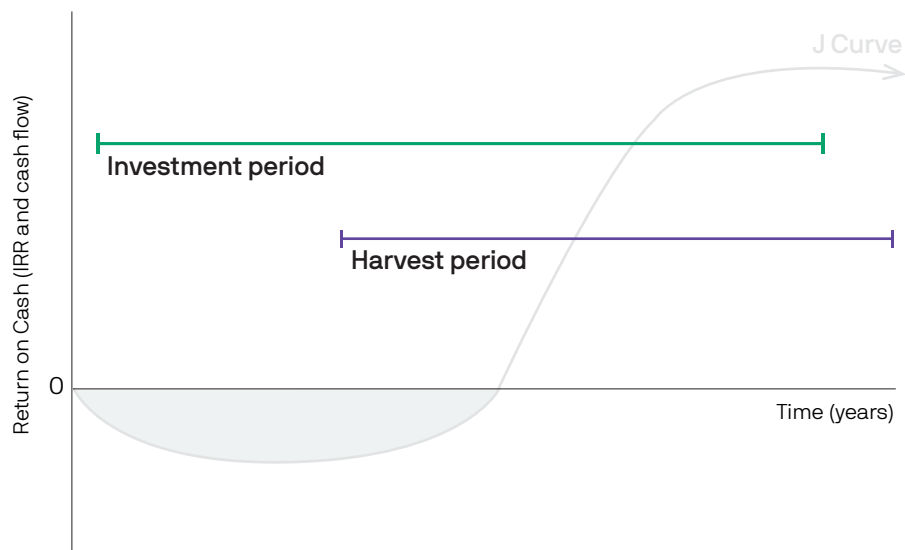 J Curve
Return on Cash (IRR and cash flow)
Investment period
Harvest period
0
Time (years)